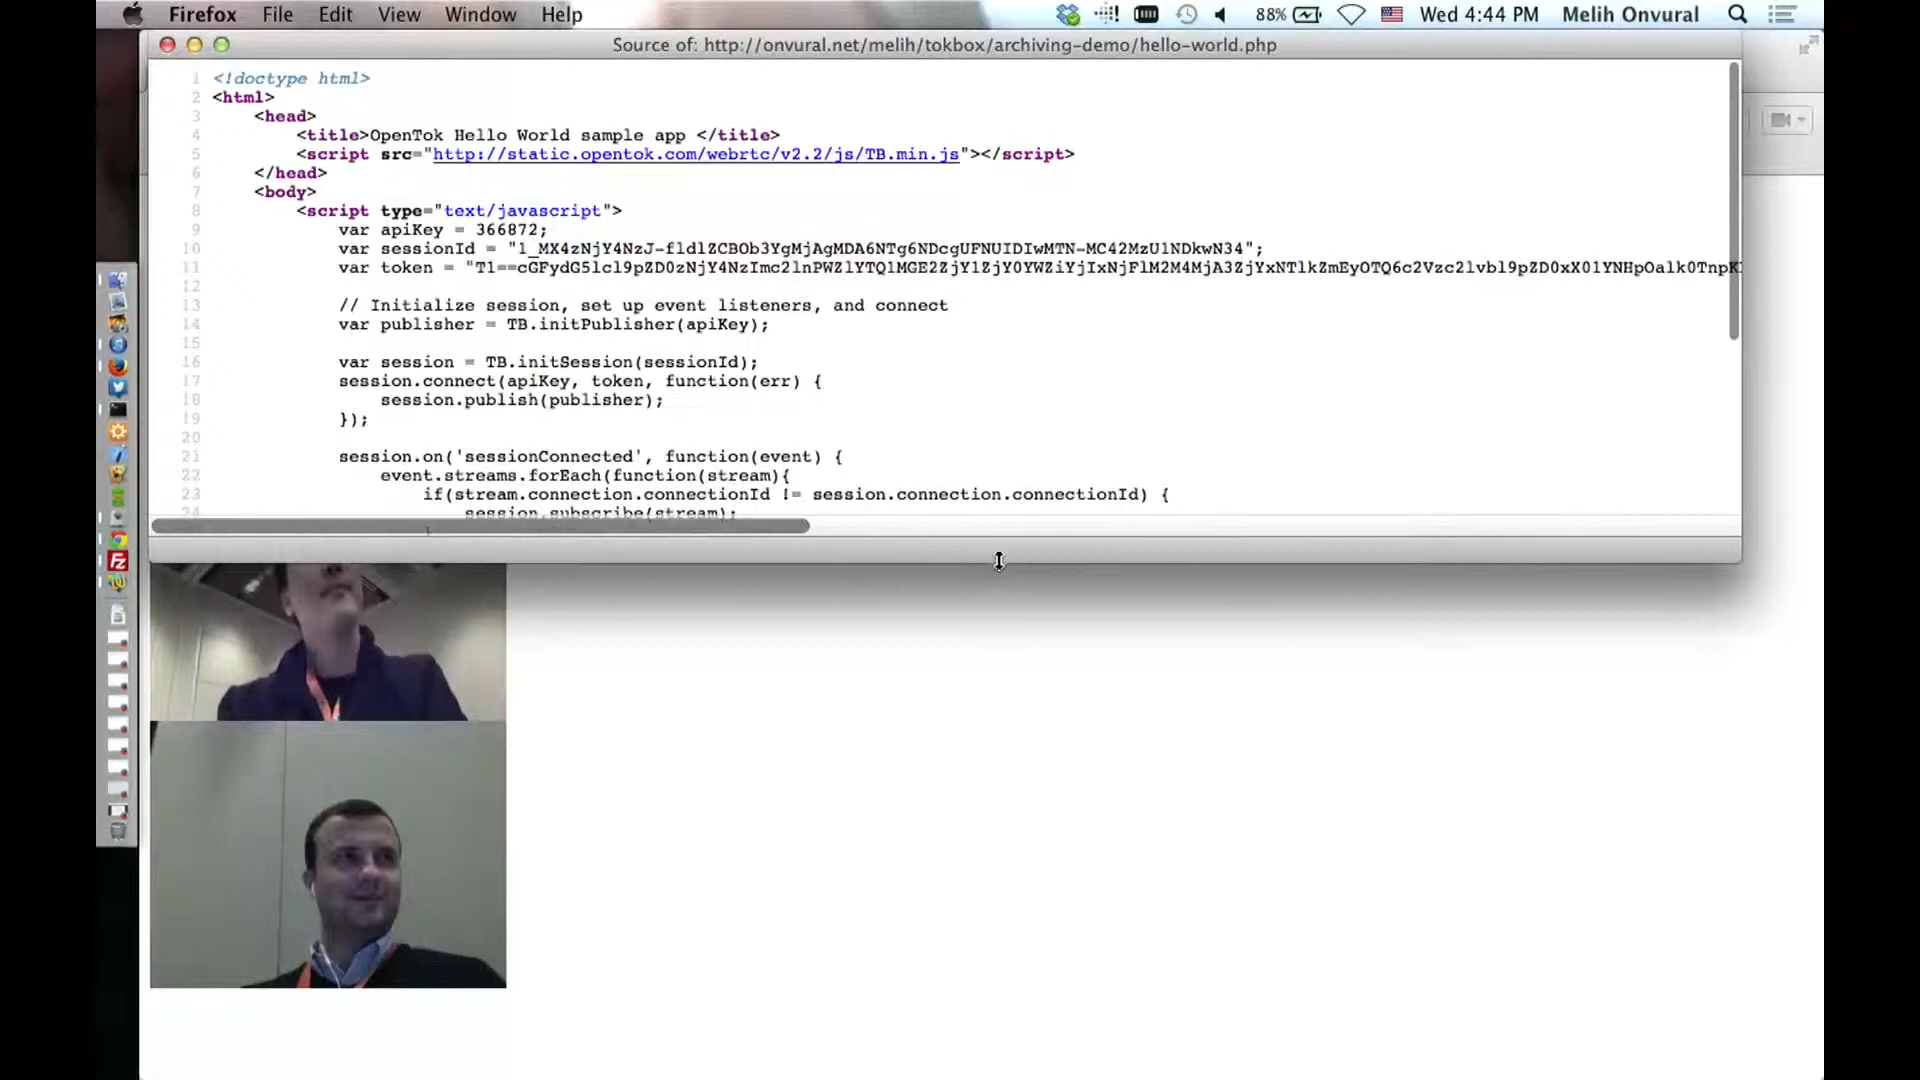 Firefox File Edit View Window Help 88% Wed 4:44 PM Melih Onvural
Source of: http://onvural.net/melih/tokbox/archiving-demo/hello-world.php
1 <!doctype html>
2 <html>
3 <head>
4 <title>OpenTok Hello World sample app </title>
5 <script src="http://static.opentok.com/webrtc/v2.2/js/TB.min.js"></script>
6 </head>
7 <body>
8 <script type="text/javascript">
9 var apiKey = 366872;
10 var sessionId = "1_MX4zNjY4NzJ-fldlZCBOb3YgMjAgMDA6NTg6NDcgUFNUIDIwMTN-MC42MzU1NDkwN34";
11 var token =
12
13 // Initialize session, set up event listeners, and connect
14 var publisher = TB.initPublisher(apiKey);
15
16 var session = TB.initSession(sessionId);
17 session.connect(apiKey, token, function(err) {
18 session.publish(publisher);
19 });
20
21 session.on('sessionConnected', function(event) {
22 event.streams.forEach(function(stream){
23 if(stream.connection.connectionId != session.connection.connectionId) {
24 session.subscribe(stream);
Fz